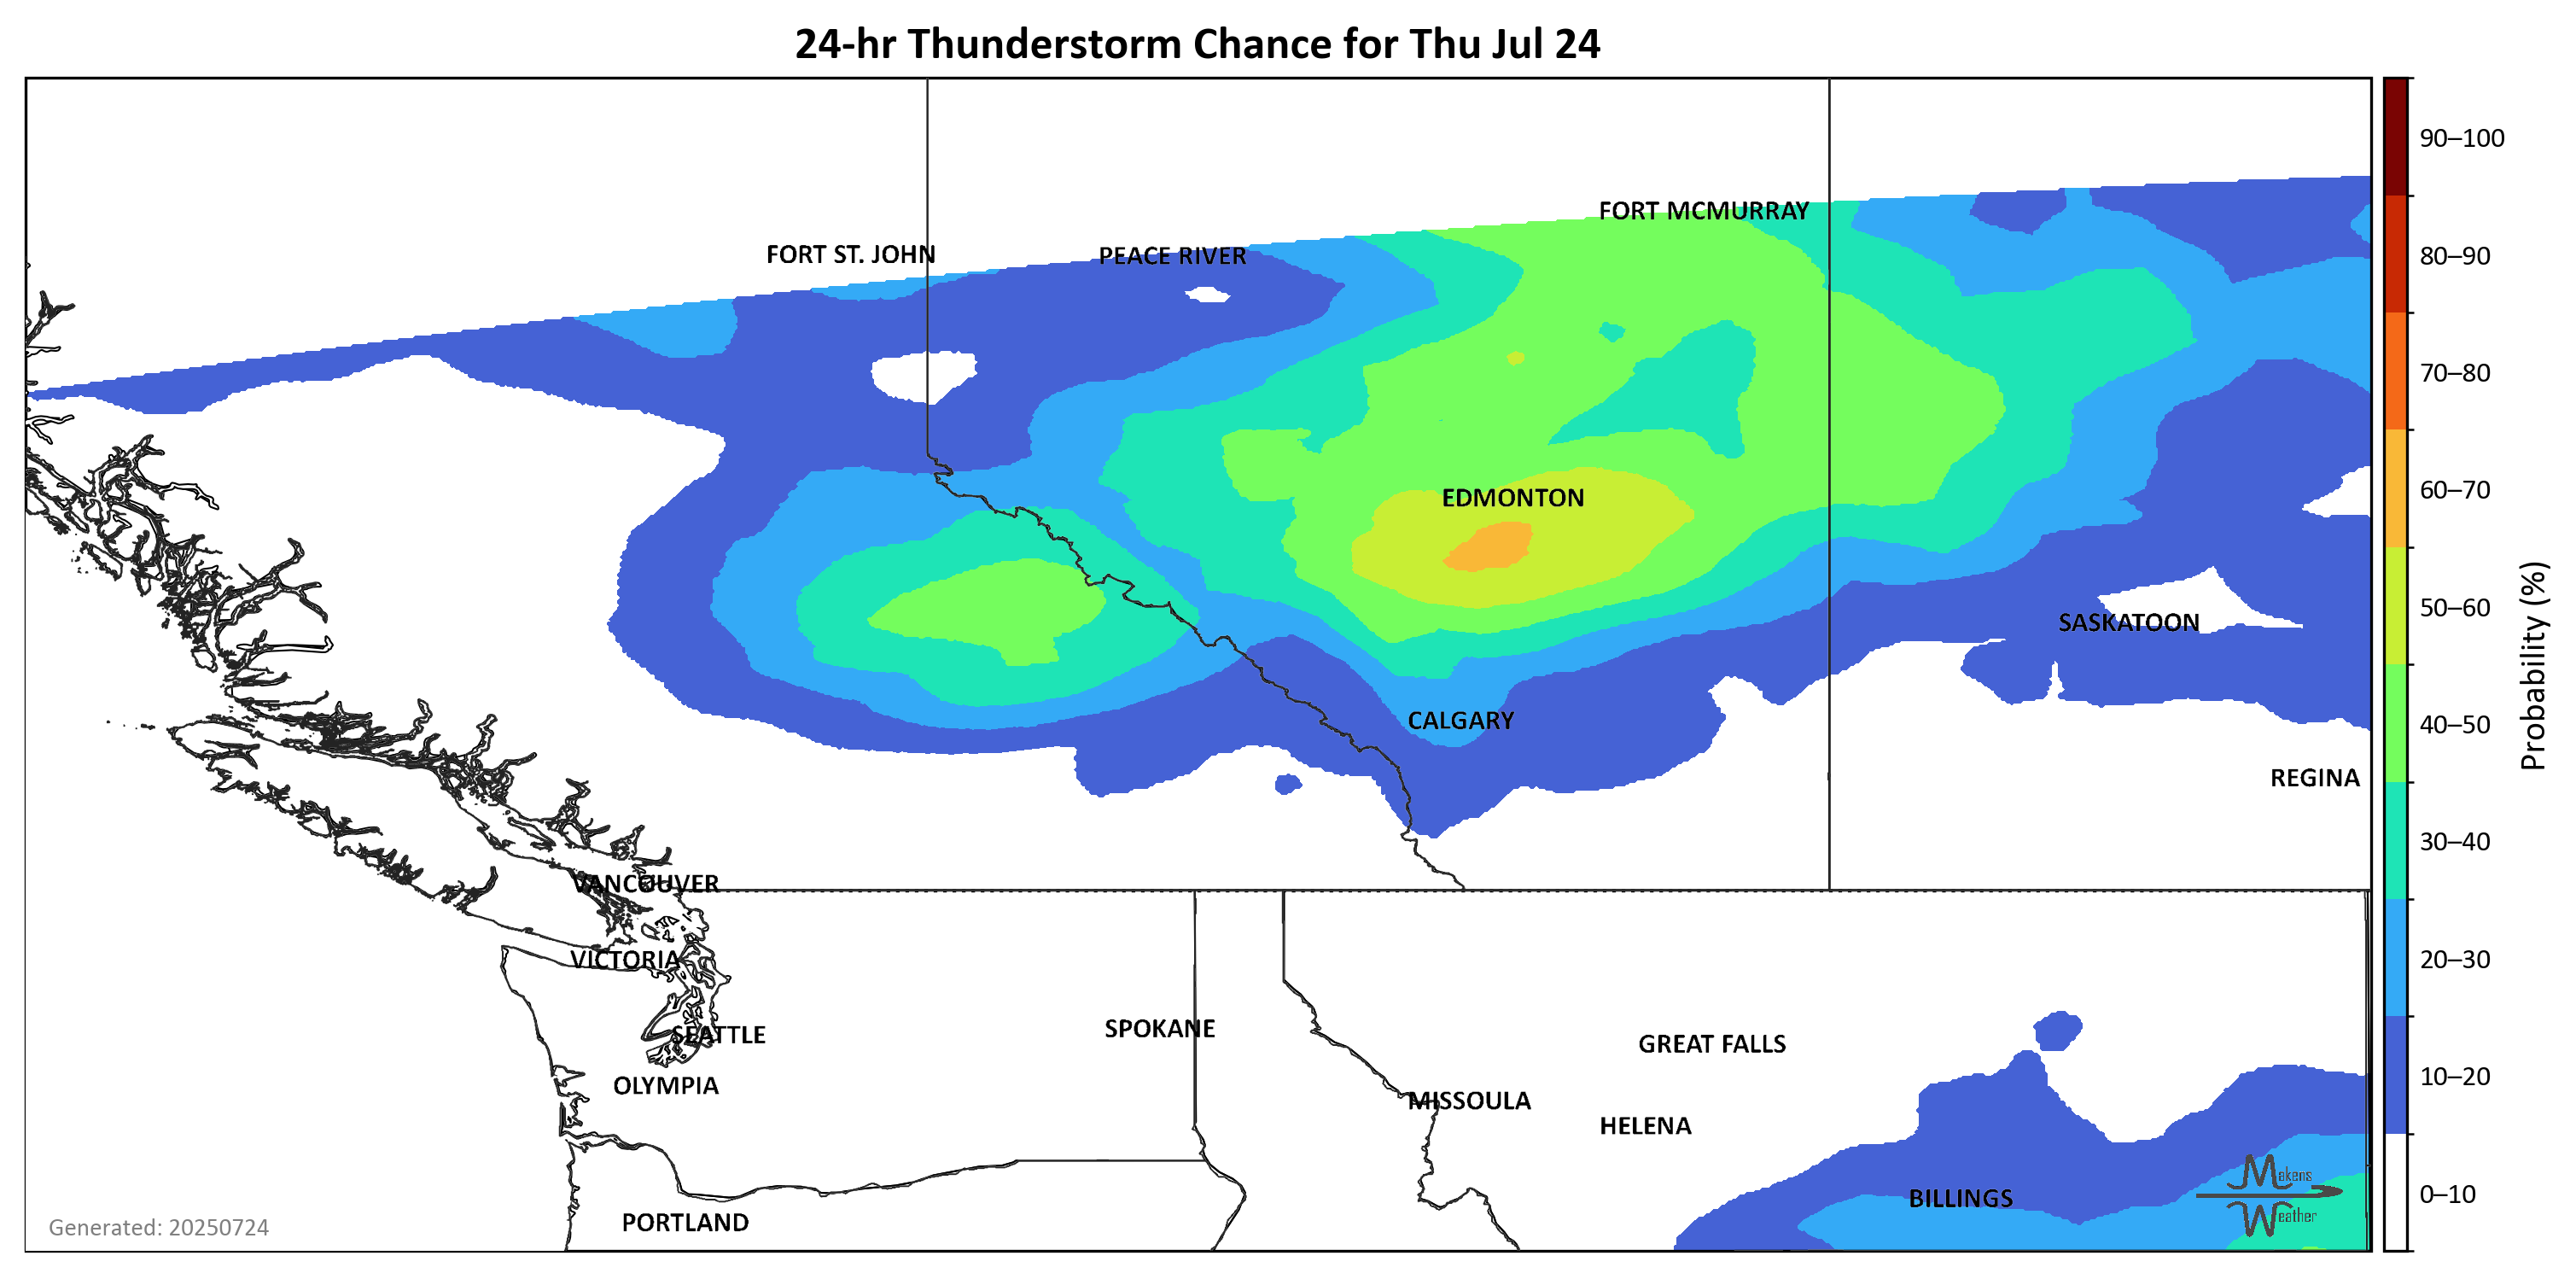 24-hr Thunderstorm Chance for Thu Jul 24
FORT MCMURRAY
FORT ST. JOHN
PEACE RIVER
EDMONTON
SASKATOON
CALGARY
REGINA
VANCOUVER
VICTORIA
SPOKANE
SEATTLE
GREAT FALLS
OLYMPIA
MISSOULA
HELENA
BILLINGS
PORTLAND
Makens
Weather
Generated: 20250724
90–100
80–90
70–80
60–70
50–60
40–50
30–40
20–30
10–20
0–10
Probability (%)